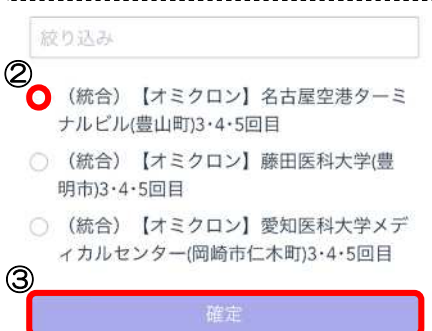 絞り込み
②
(統合)【オミクロン】名古屋空港ターミ
ナルビル(豊山町)3・4・5回目
(統合)【オミクロン】藤田医科大学(豊
明市)3・4・5回目
(統合)【オミクロン】愛知医科大学メデ
ィカルセンター(岡崎市仁木町)3・4・5回目
③
確定